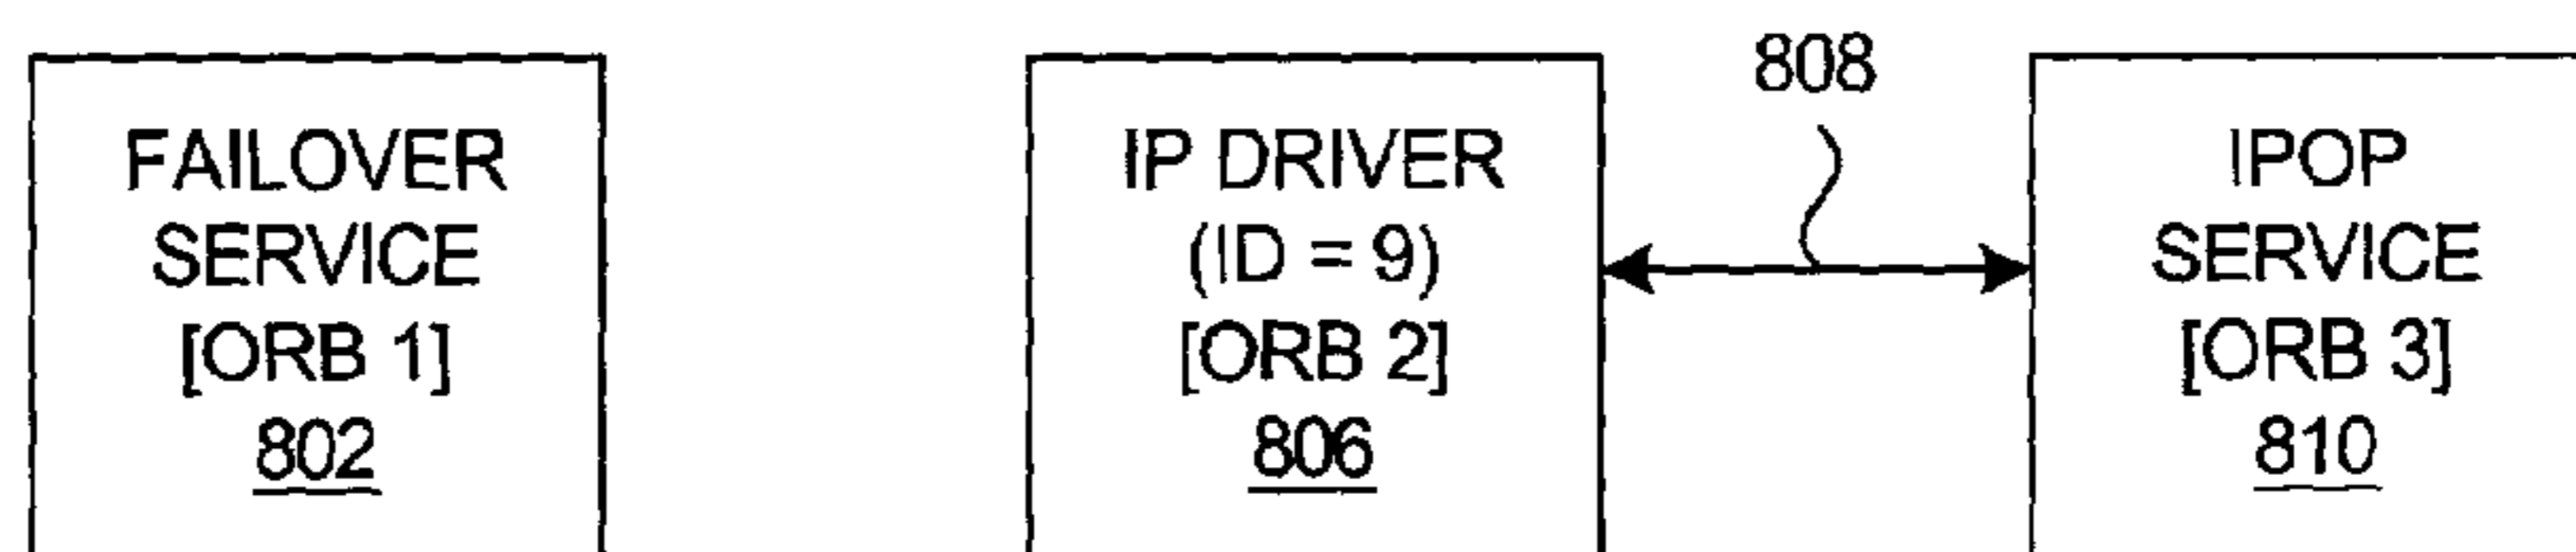 FAILOVER
SERVICE
[ORB 1]
802
IP DRIVER
(ID = 9)
[ORB 2]
806
808
IPOP
SERVICE
[ORB 3]
810